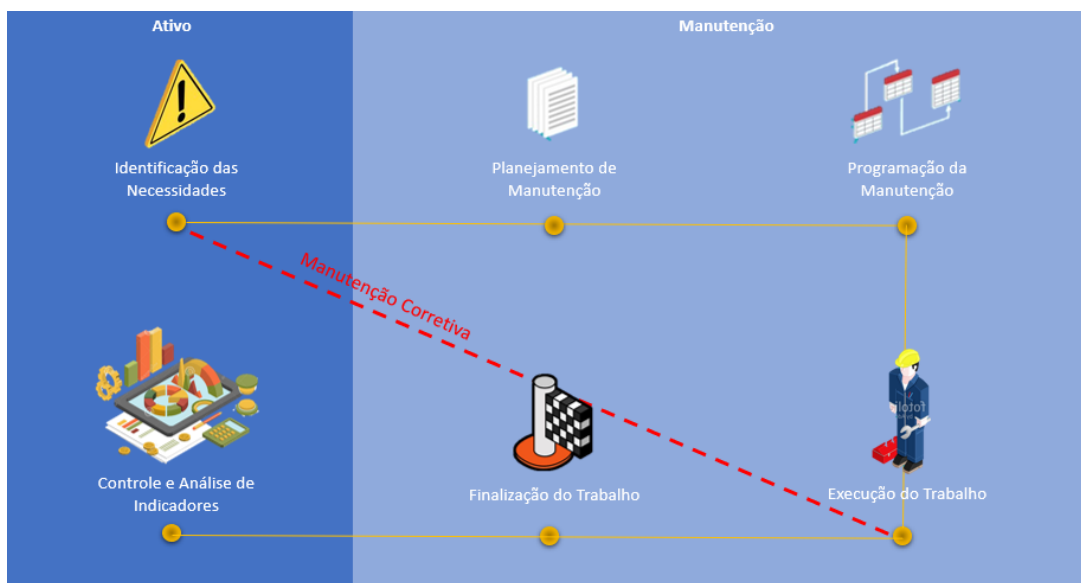 Ativo
Manutenção
Identificação das
Necessidades
Planejamento de
Manutenção
Programação da
Manutenção
Manutenção Corretiva
Controle e Análise de
Indicadores
Finalização do Trabalho
Execução do Trabalho